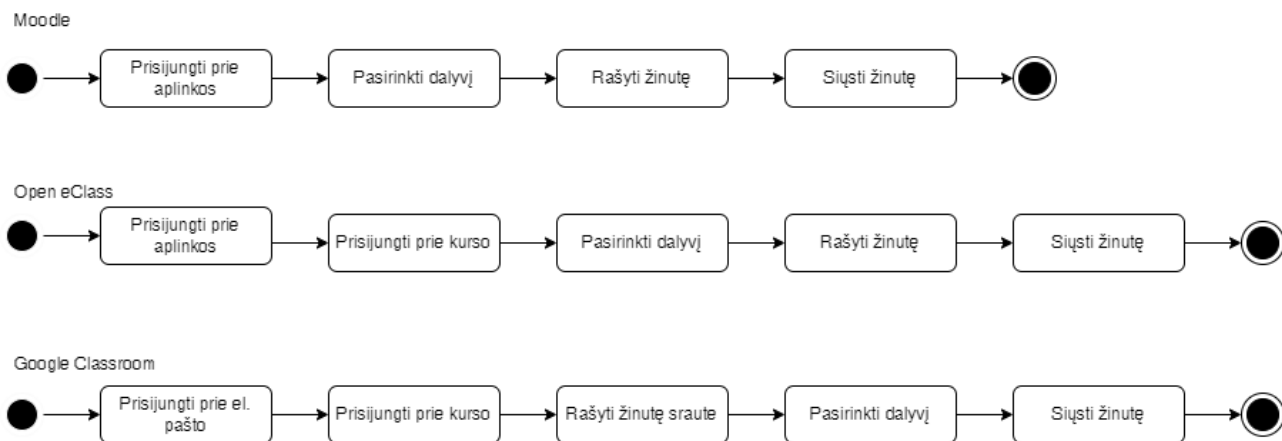 Moodle
Prisijungti prie
aplinkos
Pasirinkti dalyvį
Rašyti žinutę
Siųsti žinutę
Open eClass
Prisijungti prie
aplinkos
Prisijungti prie kurso
Pasirinkti dalyvį
Rašyti žinutę
Siųsti žinutę
Google Classroom
Prisijungti prie el.
pašto
Prisijungti prie kurso
Rašyti žinutę sraute
Pasirinkti dalyvį
Siųsti žinutę